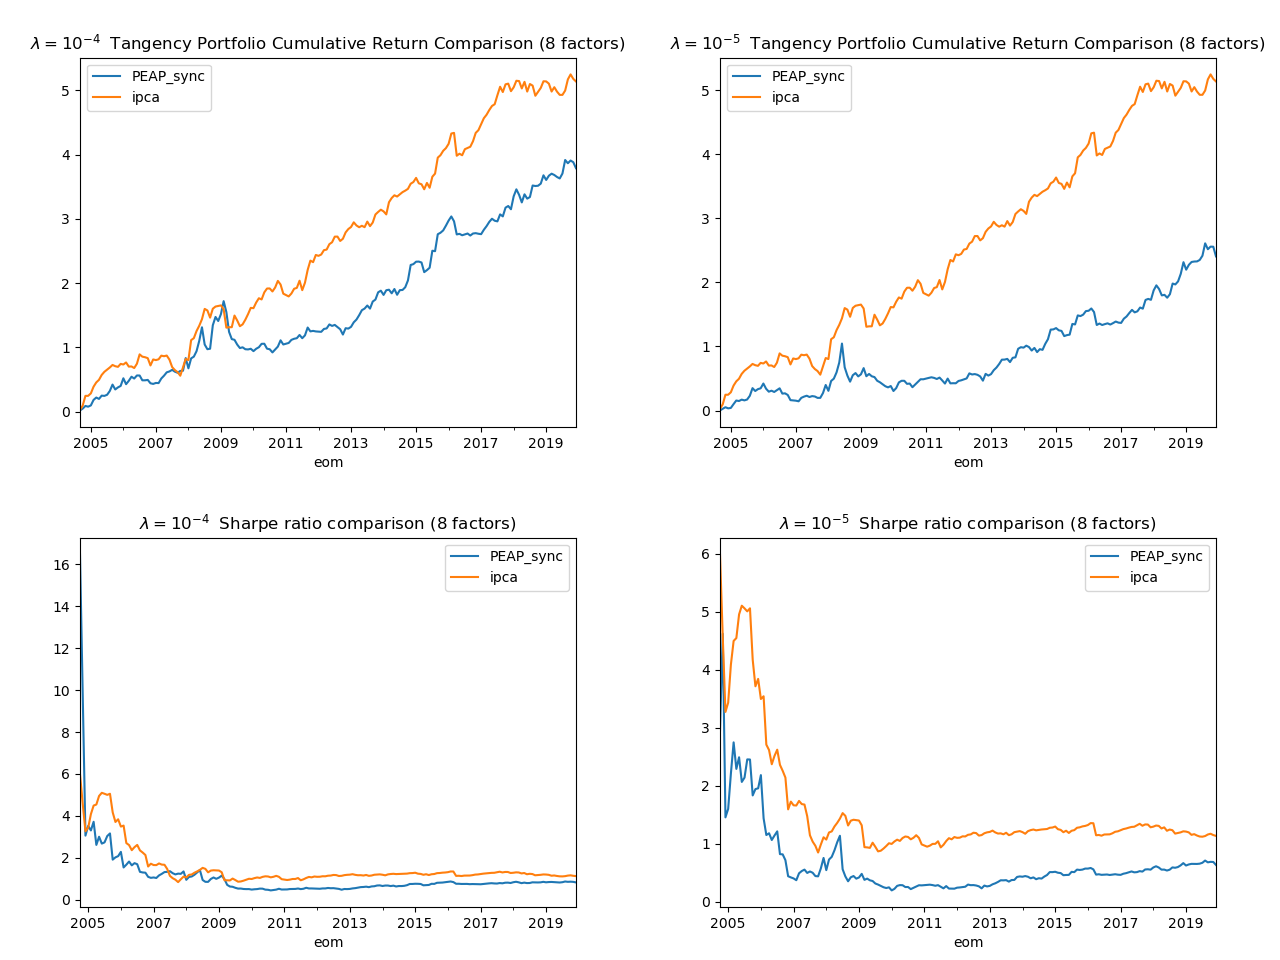 λ = 10⁻⁴ Tangency Portfolio Cumulative Return Comparison (8 factors)
PEAP_sync
ipca
5
4
3
2
1
0
2005 2007 2009 2011 2013 2015 2017 2019
eom
λ = 10⁻⁵ Tangency Portfolio Cumulative Return Comparison (8 factors)
PEAP_sync
ipca
5
4
3
2
1
0
2005 2007 2009 2011 2013 2015 2017 2019
eom
λ = 10⁻⁴ Sharpe ratio comparison (8 factors)
PEAP_sync
ipca
16
14
12
10
8
6
4
2
0
2005 2007 2009 2011 2013 2015 2017 2019
eom
λ = 10⁻⁵ Sharpe ratio comparison (8 factors)
PEAP_sync
ipca
6
5
4
3
2
1
0
2005 2007 2009 2011 2013 2015 2017 2019
eom